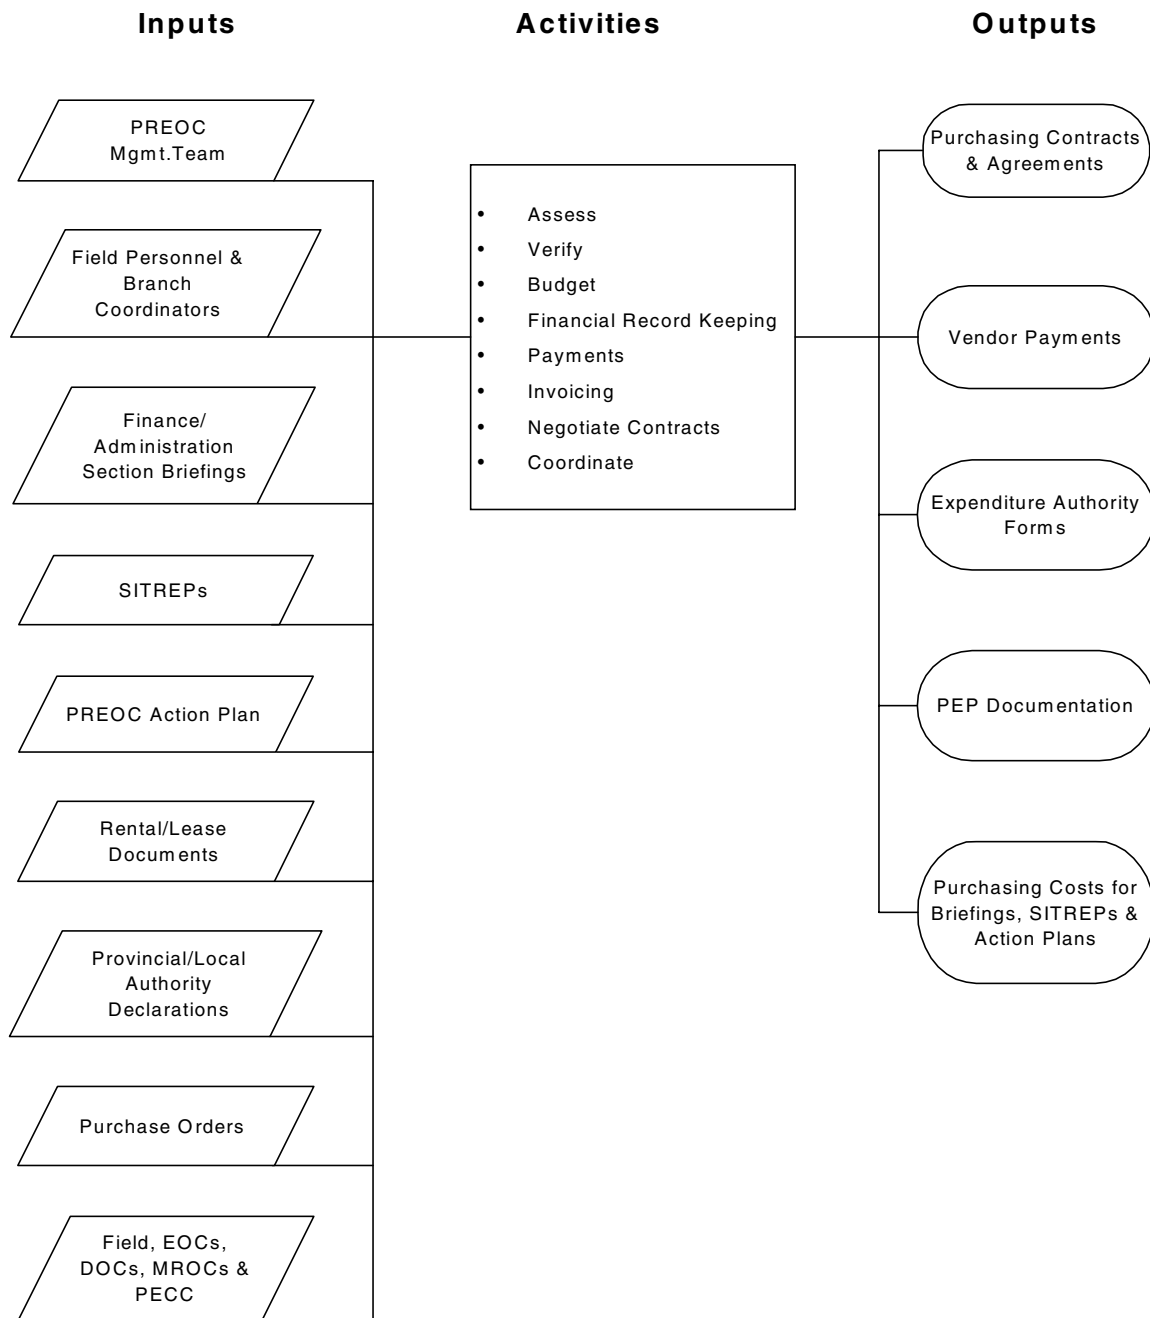 Inputs
Activities
Outputs
PREOC
Mgmt.Team
Field Personnel &
Branch
Coordinators
Finance/
Administration
Section Briefings
SITREPs
PREOC Action Plan
Rental/Lease
Documents
Provincial/Local
Authority
Declarations
Purchase Orders
Field, EOCs,
DOCs, MROCs &
PECC
• Assess
• Verify
• Budget
• Financial Record Keeping
• Payments
• Invoicing
• Negotiate Contracts
• Coordinate
Purchasing Contracts
& Agreements
Vendor Payments
Expenditure Authority
Forms
PEP Documentation
Purchasing Costs for
Briefings, SITREPs &
Action Plans